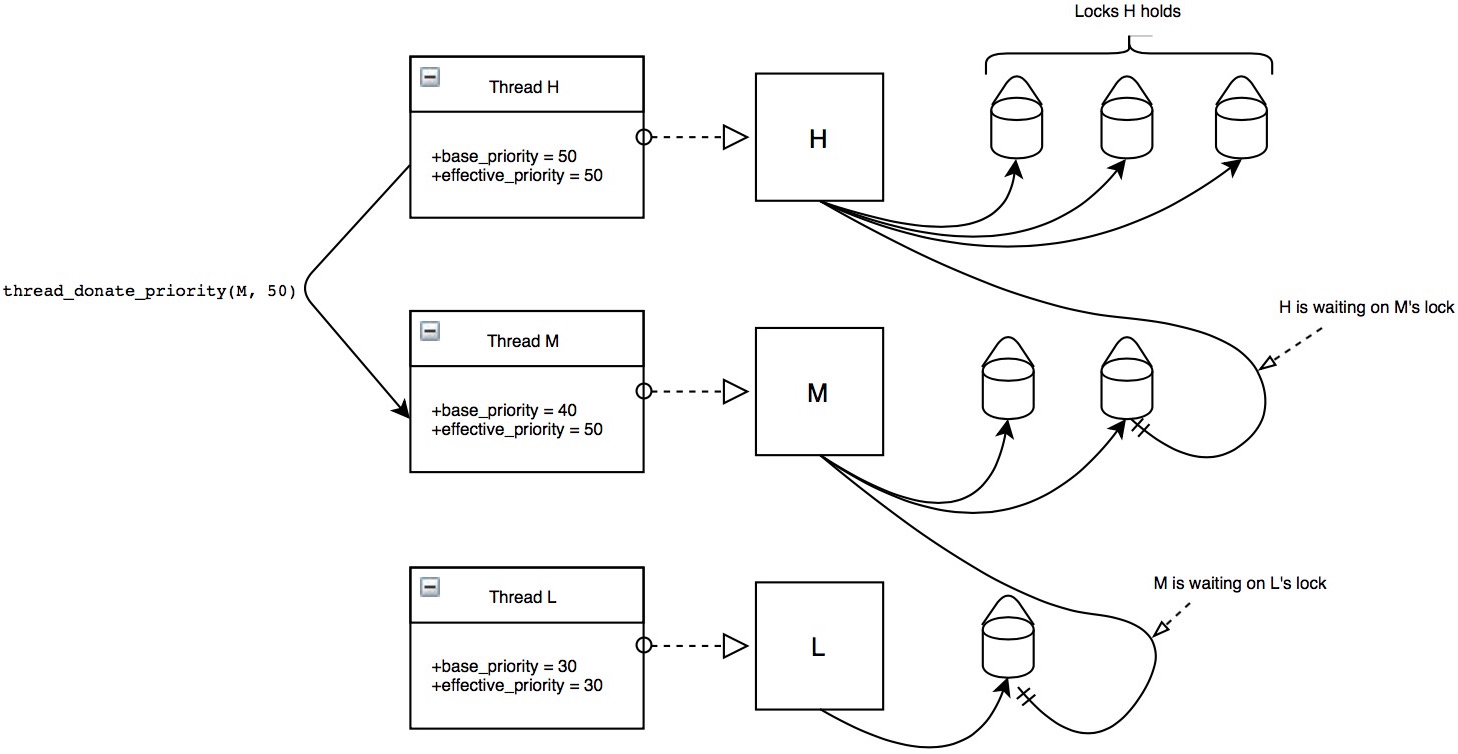 Locks H holds
Thread H
+base_priority = 50
+effective_priority = 50
H
thread_donate_priority(M, 50)
H is waiting on M's lock
Thread M
+base_priority = 40
+effective_priority = 50
M
M is waiting on L's lock
Thread L
+base_priority = 30
+effective_priority = 30
L